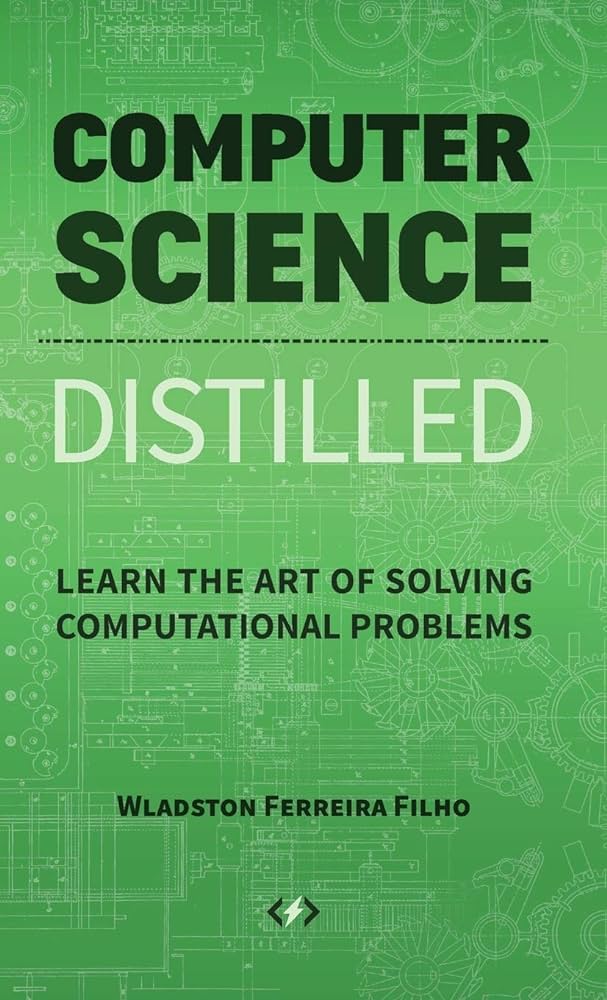 COMPUTER
SCIENCE
DISTILLED
LEARN THE ART OF SOLVING
COMPUTATIONAL PROBLEMS
WLADSTON FERREIRA FILHO